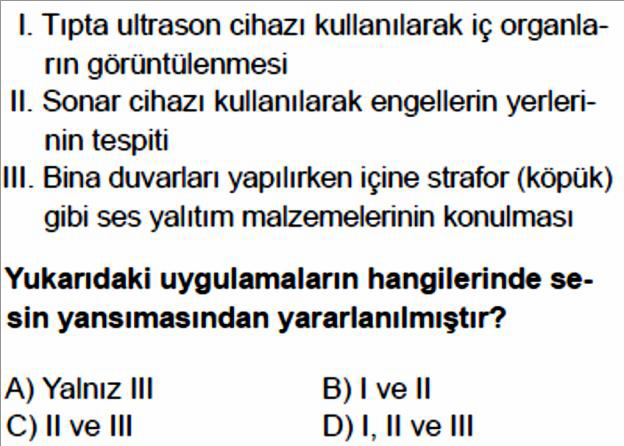 I. Tıpta ultrason cihazı kullanılarak iç organla-
rın görüntülenmesi
II. Sonar cihazı kullanılarak engellerin yerleri-
nin tespiti
III. Bina duvarları yapılırken içine strafor (köpük)
gibi ses yalıtım malzemelerinin konulması
Yukarıdaki uygulamaların hangilerinde se-
sin yansımasından yararlanılmıştır?
A) Yalnız III B) I ve II
C) II ve III D) I, II ve III